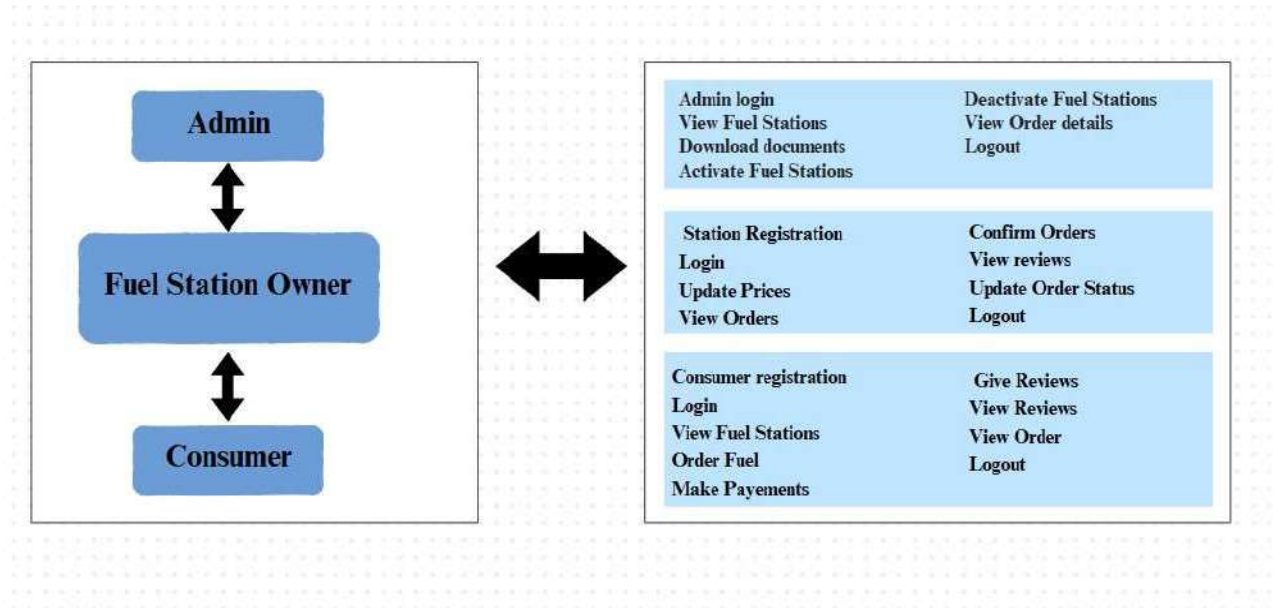 Admin
Fuel Station Owner
Consumer
Admin login
View Fuel Stations
Download documents
Activate Fuel Stations
Deactivate Fuel Stations
View Order details
Logout
Station Registration
Login
Update Prices
View Orders
Confirm Orders
View reviews
Update Order Status
Logout
Consumer registration
Login
View Fuel Stations
Order Fuel
Make Payements
Give Reviews
View Reviews
View Order
Logout